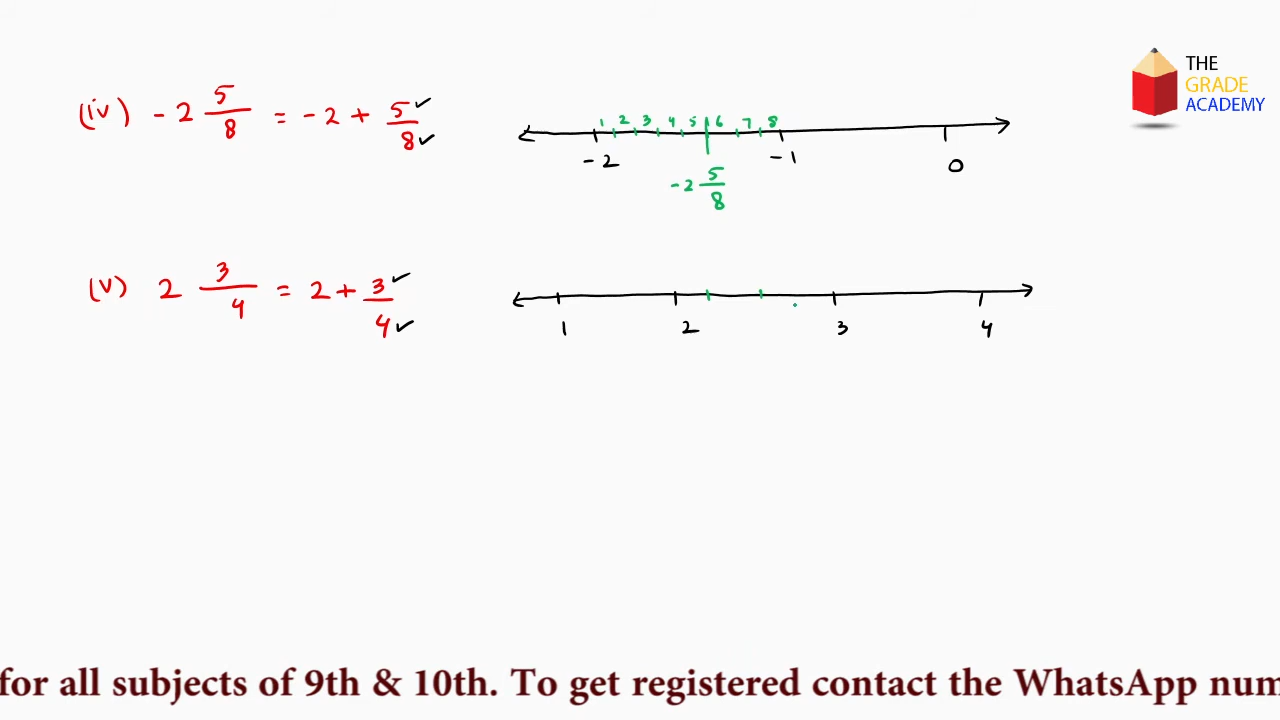 THE
GRADE
ACADEMY
(iv) - 2 5/8 = - 2 + 5/8
1 2 3 4 5 6 7 8
- 2 - 1 0
- 2 5/8
(v) 2 3/4 = 2 + 3/4
1 2 3 4
for all subjects of 9th & 10th. To get registered contact the WhatsApp num